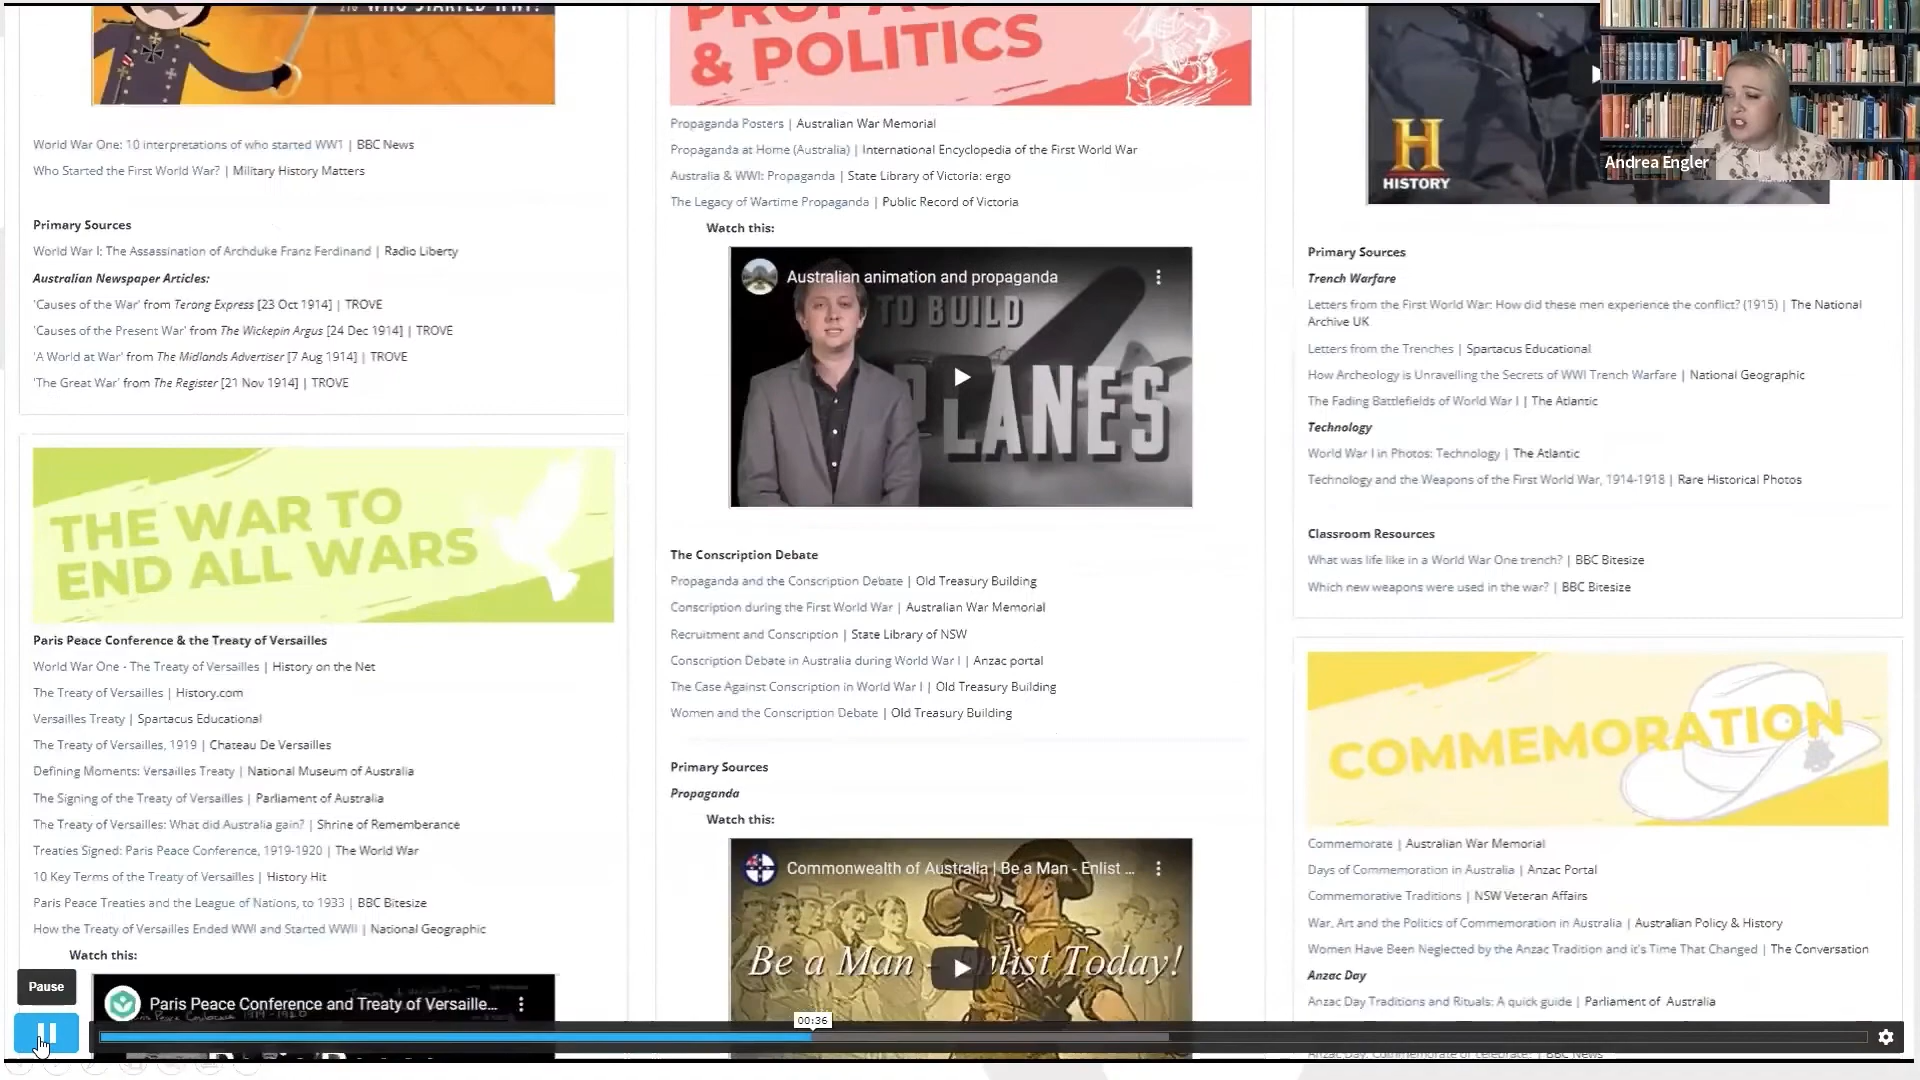 World War One: 10 interpretations of who started WW1 | BBC News
Who Started the First World War? | Military History Matters
Primary Sources
World War I: The Assassination of Archduke Franz Ferdinand | Radio Liberty
Australian Newspaper Articles:
'Causes of the War' from Terang Express [23 Oct 1914] | TROVE
'Causes of the Present War' from The Wickepin Argus [24 Dec 1914] | TROVE
'A World at War' from The Midlands Advertiser [7 Aug 1914] | TROVE
'The Great War' from The Register [21 Nov 1914] | TROVE
THE WAR TO
END ALL WARS
Paris Peace Conference & the Treaty of Versailles
World War One - The Treaty of Versailles | History on the Net
The Treaty of Versailles | History.com
Versailles Treaty | Spartacus Educational
The Treaty of Versailles, 1919 | Chateau De Versailles
Defining Moments: Versailles Treaty | National Museum of Australia
The Signing of the Treaty of Versailles | Parliament of Australia
The Treaty of Versailles: What did Australia gain? | Shrine of Remembrance
Treaties Signed: Paris Peace Conference, 1919-1920 | The World War
10 Key Terms of the Treaty of Versailles | History Hit
Paris Peace Treaties and the League of Nations, to 1933 | BBC Bitesize
How the Treaty of Versailles Ended WWI and Started WWII | National Geographic
Watch this:
Paris Peace Conference and Treaty of Versaille...
Pause
00:36
& POLITICS
Propaganda Posters | Australian War Memorial
Propaganda at Home (Australia) | International Encyclopedia of the First World War
Australia & WWI: Propaganda | State Library of Victoria: ergo
The Legacy of Wartime Propaganda | Public Record of Victoria
Watch this:
Australian animation and propaganda
TO BUILD
PLANES
The Conscription Debate
Propaganda and the Conscription Debate | Old Treasury Building
Conscription during the First World War | Australian War Memorial
Recruitment and Conscription | State Library of NSW
Conscription Debate in Australia during World War I | Anzac portal
The Case Against Conscription in World War I | Old Treasury Building
Women and the Conscription Debate | Old Treasury Building
Primary Sources
Propaganda
Watch this:
Commonwealth of Australia | Be a Man - Enlist ...
Be a Man - Enlist Today!
H
HISTORY
Andrea Engler
Primary Sources
Trench Warfare
Letters from the First World War: How did these men experience the conflict? (1915) | The National
Archive UK
Letters from the Trenches | Spartacus Educational
How Archeology is Unravelling the Secrets of WWI Trench Warfare | National Geographic
The Fading Battlefields of World War I | The Atlantic
Technology
World War I in Photos: Technology | The Atlantic
Technology and the Weapons of the First World War, 1914-1918 | Rare Historical Photos
Classroom Resources
What was life like in a World War One trench? | BBC Bitesize
Which new weapons were used in the war? | BBC Bitesize
COMMEMORATION
Commemorate | Australian War Memorial
Days of Commemoration in Australia | Anzac Portal
Commemorative Traditions | NSW Veteran Affairs
War, Art and the Politics of Commemoration in Australia | Australian Policy & History
Women Have Been Neglected by the Anzac Tradition and it's Time That Changed | The Conversation
Anzac Day
Anzac Day Traditions and Rituals: A quick guide | Parliament of Australia
Anzac Day: Commemorate or celebrate? | BBC News